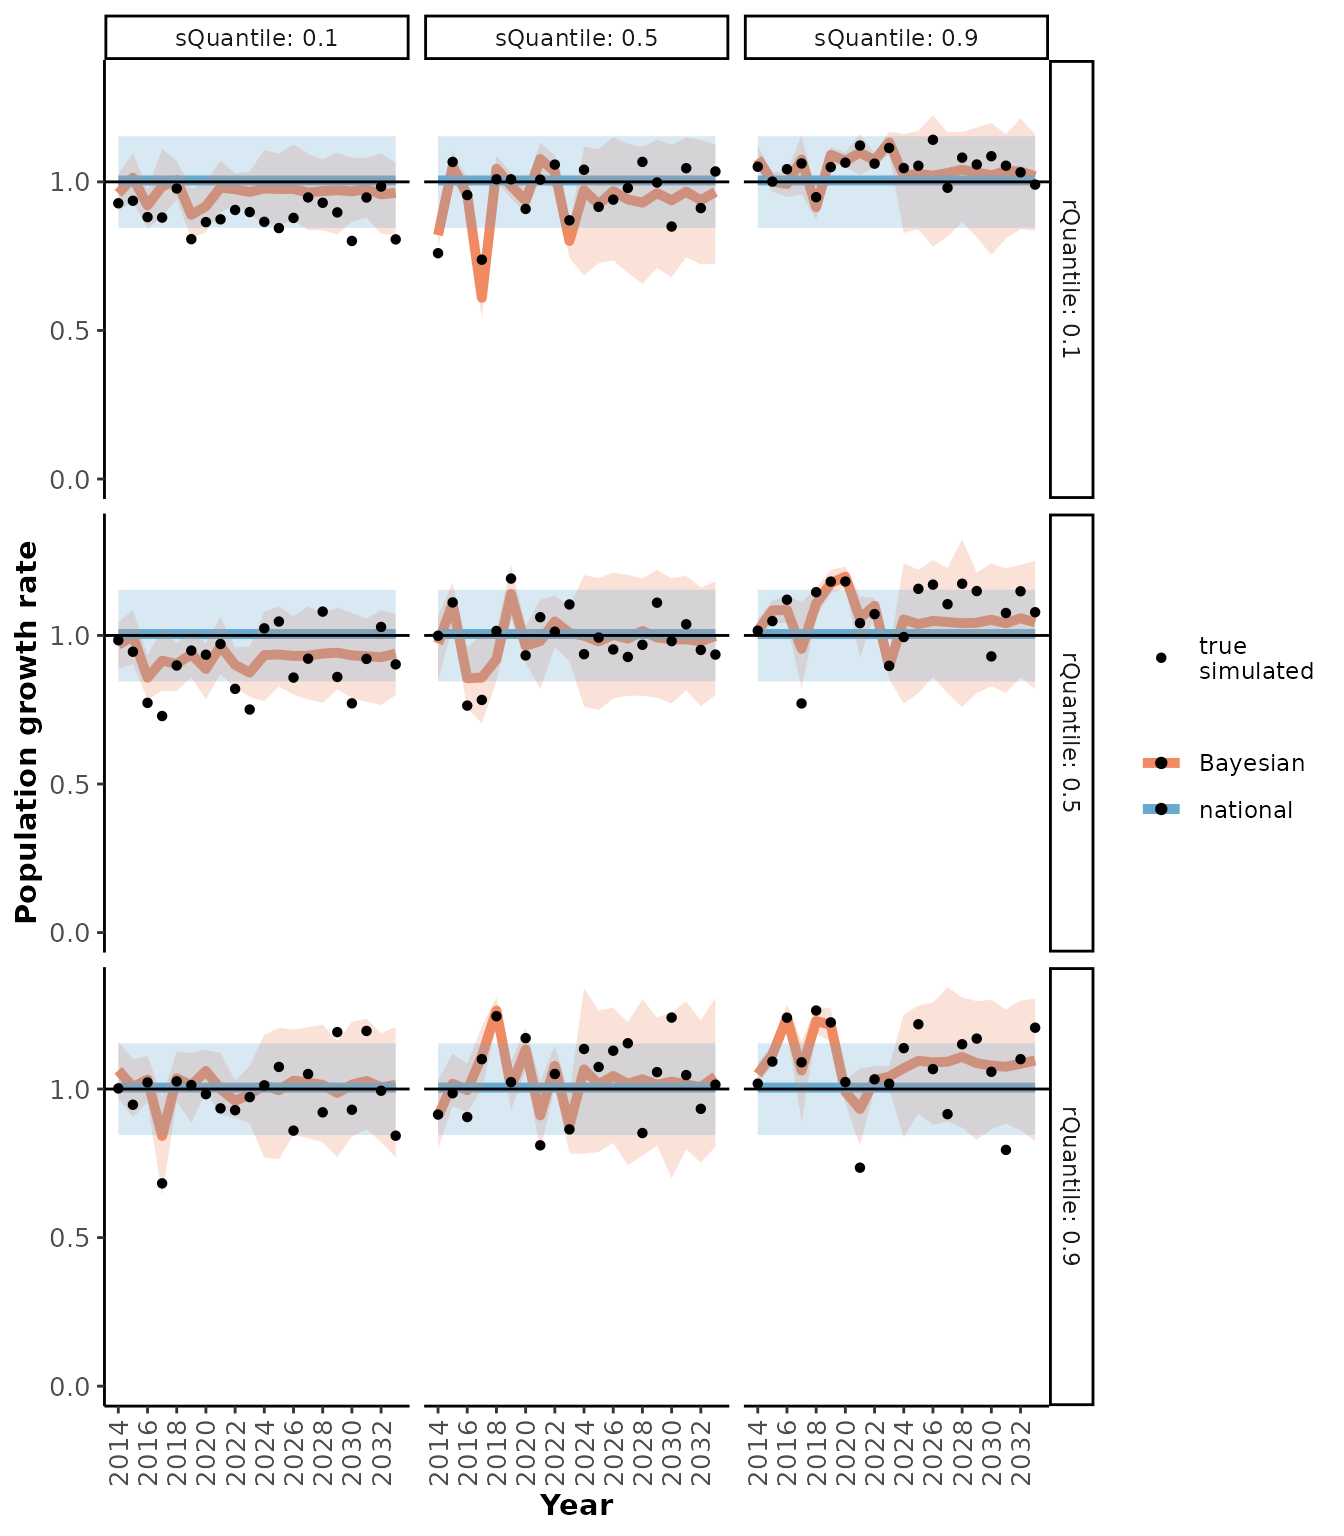 sQuantile: 0.1
sQuantile: 0.5
sQuantile: 0.9
1.0
0.5
0.0
rQuantile: 0.1
1.0
0.5
0.0
rQuantile: 0.5
1.0
0.5
0.0
rQuantile: 0.9
Population growth rate
2014 2016 2018 2020 2022 2024 2026 2028 2030 2032
2014 2016 2018 2020 2022 2024 2026 2028 2030 2032
2014 2016 2018 2020 2022 2024 2026 2028 2030 2032
Year
true
simulated
Bayesian
national